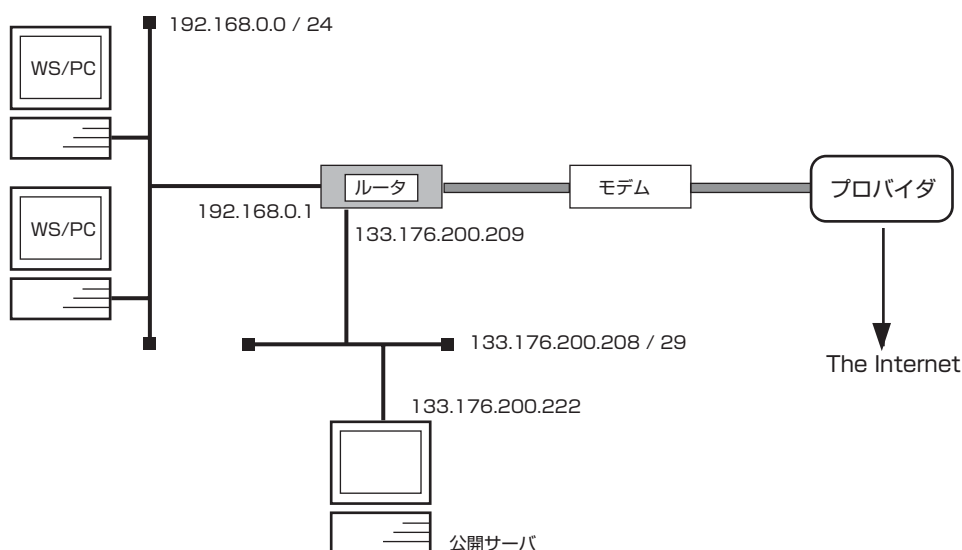 192.168.0.0 / 24
WS/PC
ルータ
モデム
プロバイダ
192.168.0.1
WS/PC
133.176.200.209
133.176.200.208 / 29
The Internet
133.176.200.222
公開サーバ